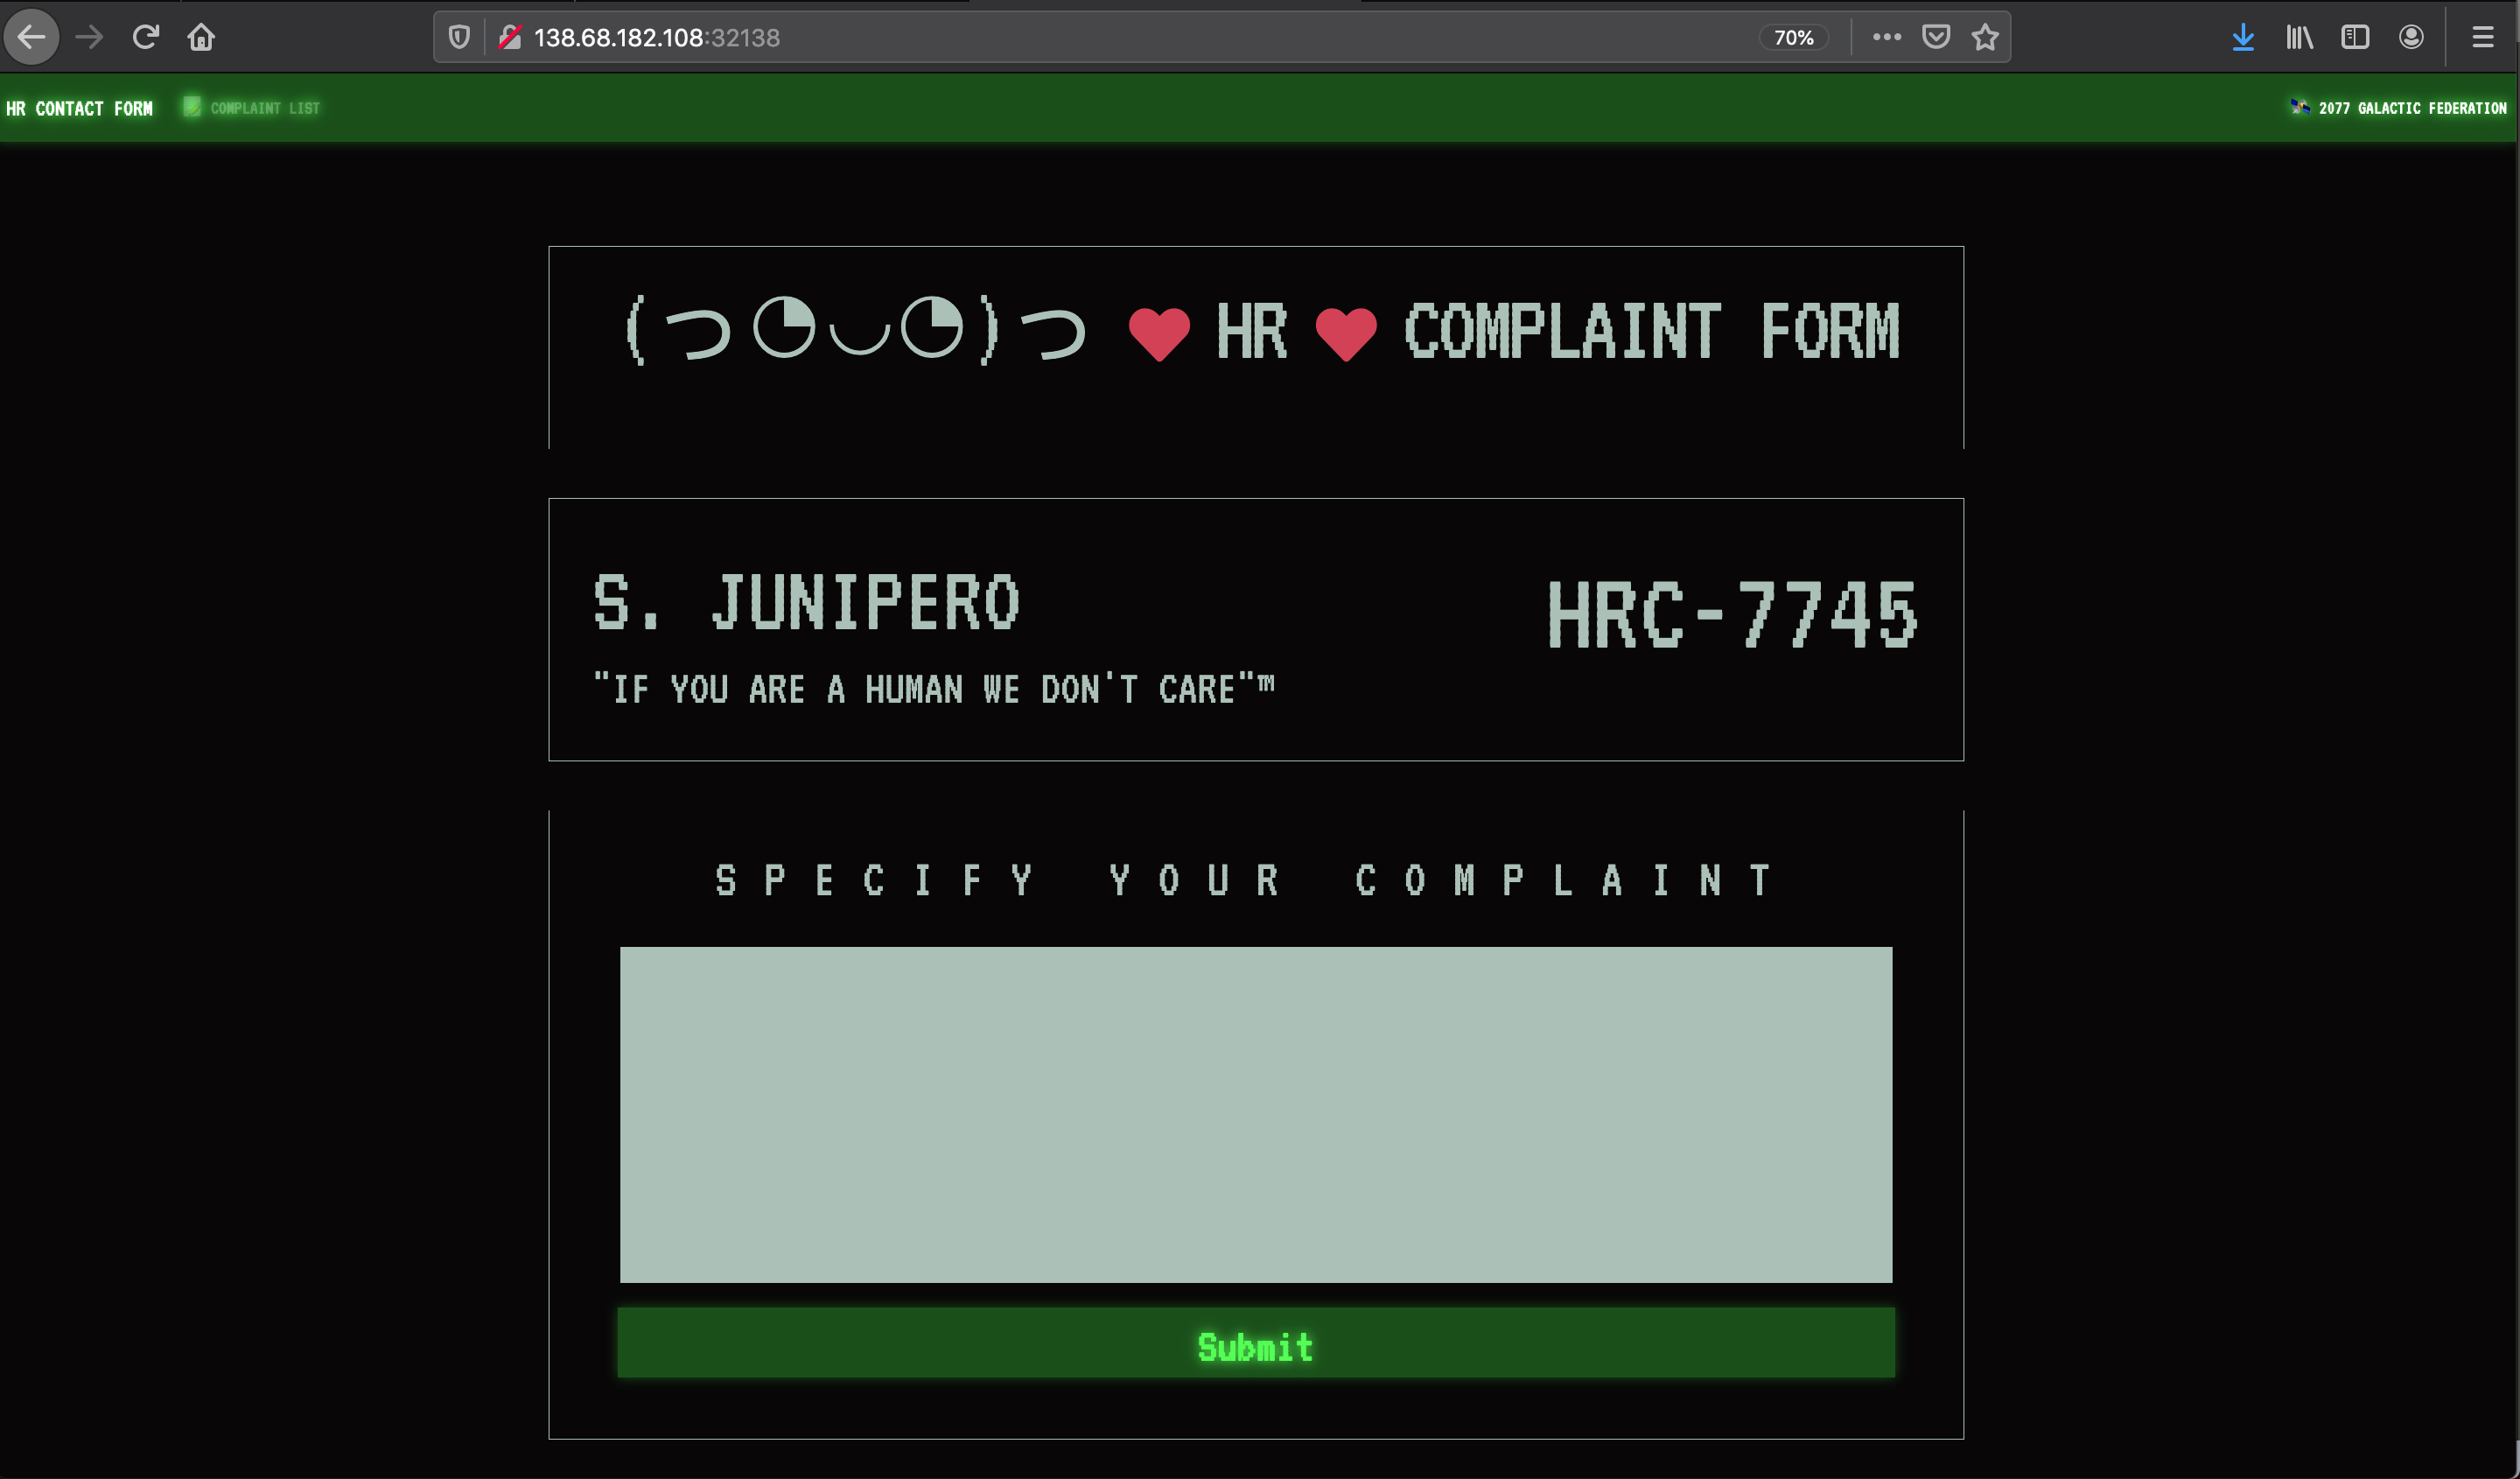 138.68.182.108:32138
70%
HR CONTACT FORM
COMPLAINT LIST
2077 GALACTIC FEDERATION
(つ◔◡◔)つ ♥ HR ♥ COMPLAINT FORM
S. JUNIPERO
HRC-7745
"IF YOU ARE A HUMAN WE DON'T CARE"™
SPECIFY YOUR COMPLAINT
Submit